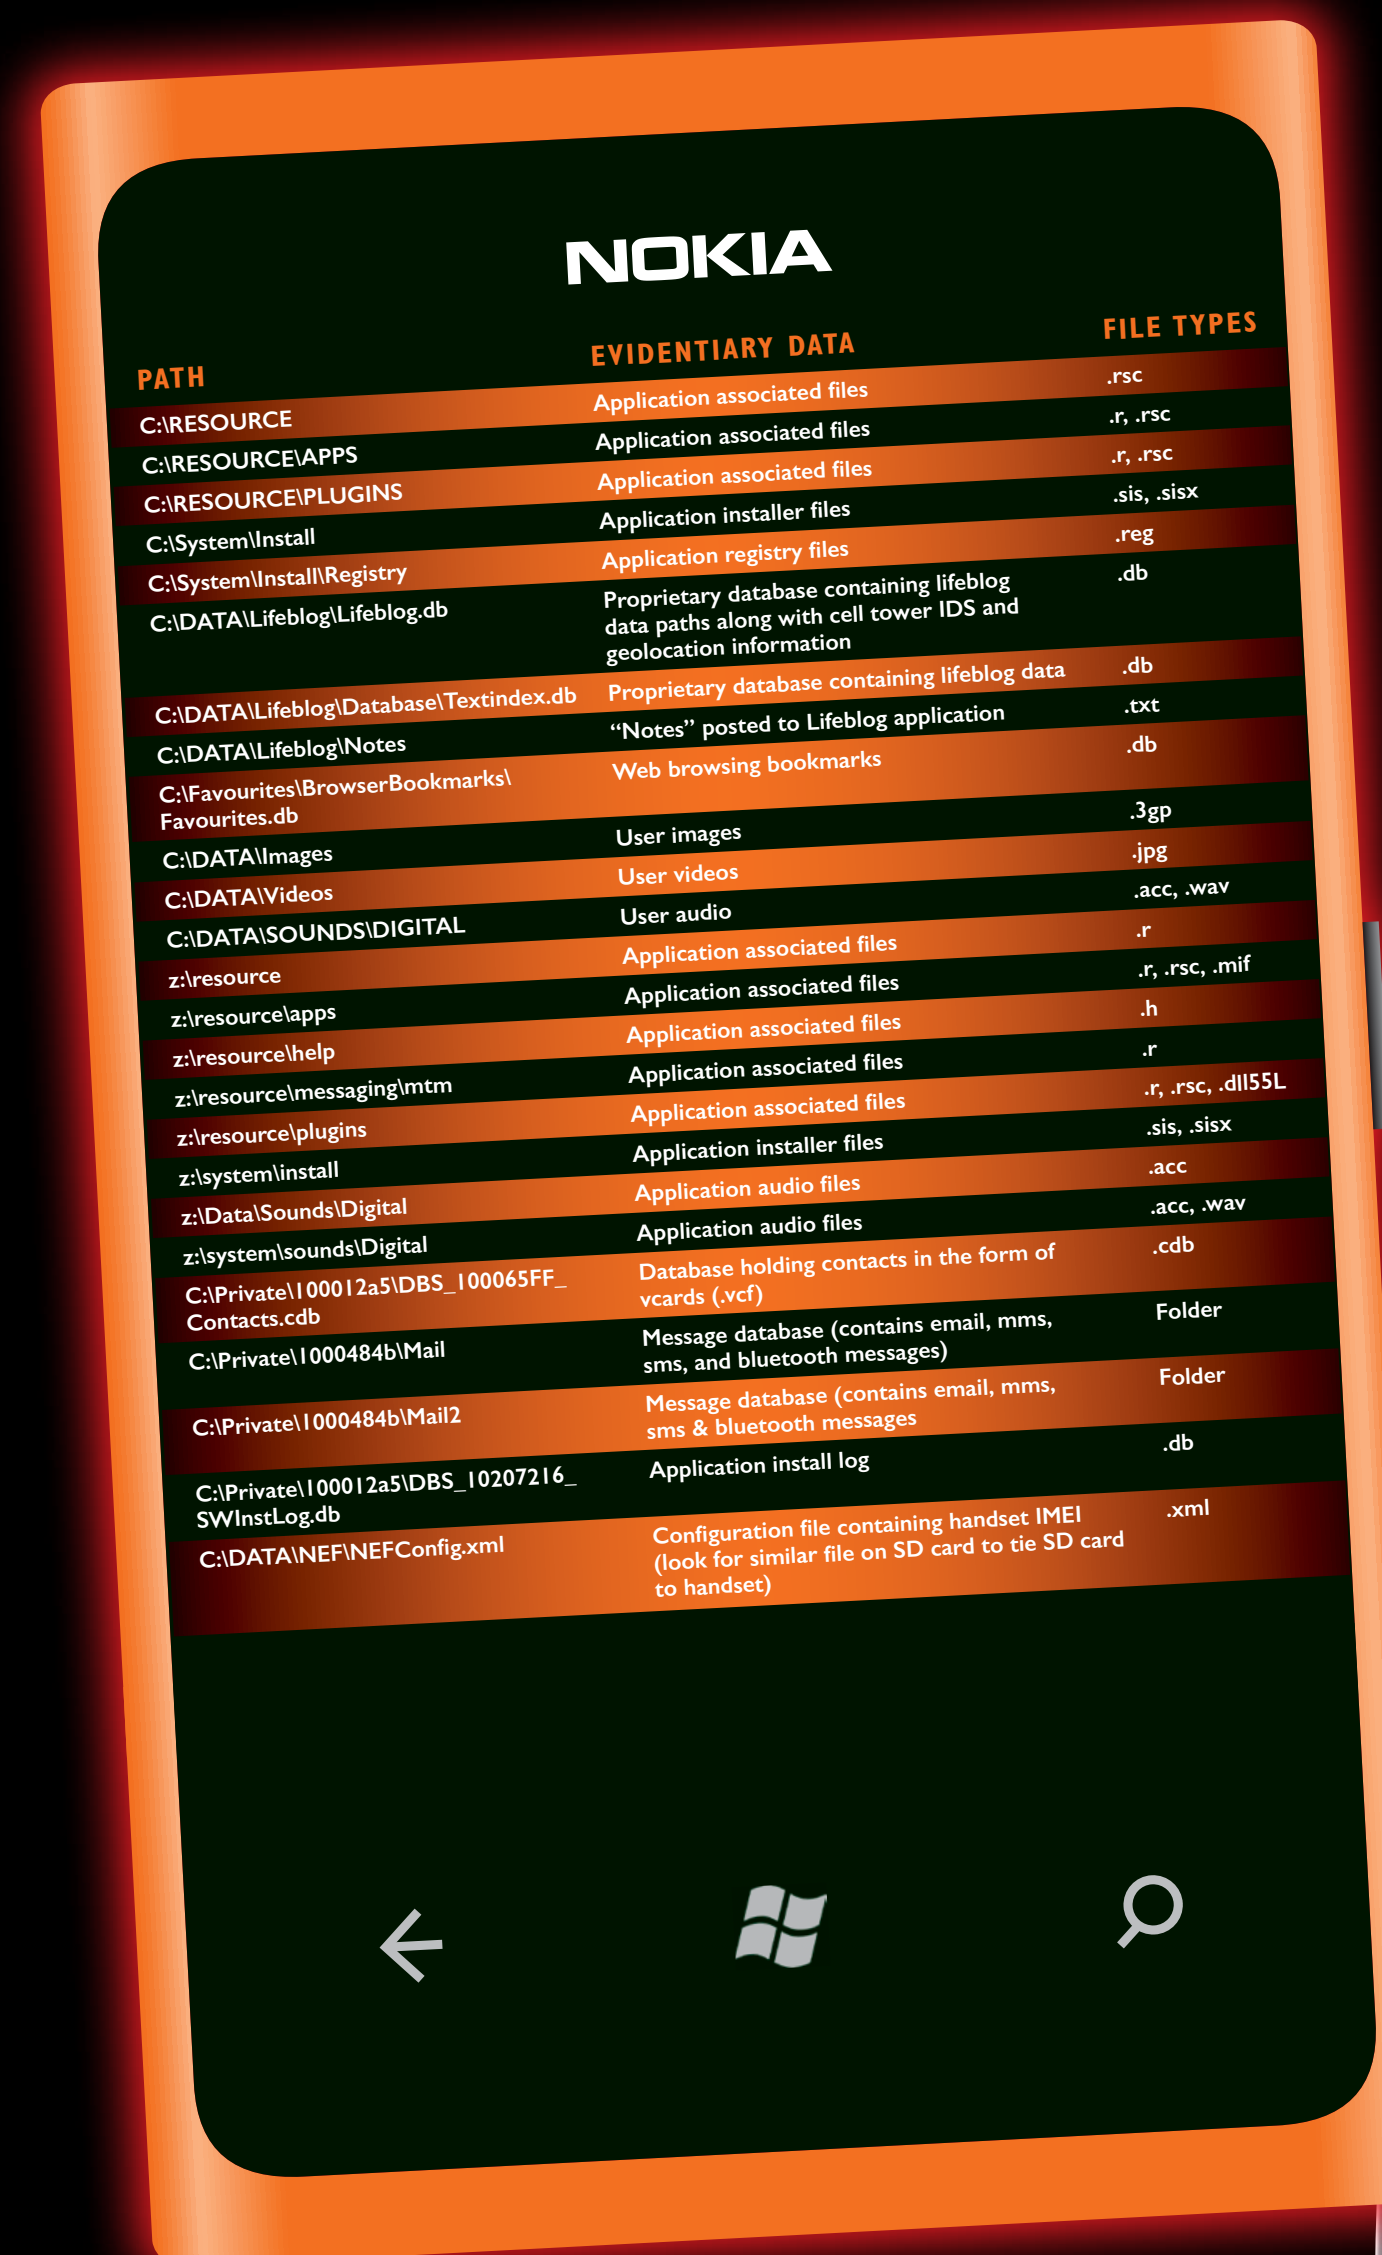 NOKIA
PATH EVIDENTIARY DATA FILE TYPES
C:\RESOURCE Application associated files .rsc
C:\RESOURCE\APPS Application associated files .r, .rsc
C:\RESOURCE\PLUGINS Application associated files .r, .rsc
C:\System\Install Application installer files .sis, .sisx
C:\System\Install\Registry Application registry files .reg
C:\DATA\Lifeblog\Lifeblog.db Proprietary database containing lifeblog .db
data paths along with cell tower IDS and
geolocation information
C:\DATA\Lifeblog\Database\Textindex.db Proprietary database containing lifeblog data .db
C:\DATA\Lifeblog\Notes “Notes” posted to Lifeblog application .txt
C:\Favourites\BrowserBookmarks\ Web browsing bookmarks .db
Favourites.db
C:\DATA\Images User images .3gp
C:\DATA\Videos User videos .jpg
C:\DATA\SOUNDS\DIGITAL User audio .acc, .wav
z:\resource Application associated files .r
z:\resource\apps Application associated files .r, .rsc, .mif
z:\resource\help Application associated files .h
z:\resource\messaging\mtm Application associated files .r
z:\resource\plugins Application associated files .r, .rsc, .dll55L
z:\system\install Application installer files .sis, .sisx
z:\Data\Sounds\Digital Application audio files .acc
z:\system\sounds\Digital Application audio files .acc, .wav
C:\Private\100012a5\DBS_100065FF_ Database holding contacts in the form of .cdb
Contacts.cdb vcards (.vcf)
C:\Private\1000484b\Mail Message database (contains email, mms, Folder
sms, and bluetooth messages)
C:\Private\1000484b\Mail2 Message database (contains email, mms, Folder
sms & bluetooth messages
C:\Private\100012a5\DBS_10207216_ Application install log .db
SWInstLog.db
C:\DATA\NEF\NEFConfig.xml Configuration file containing handset IMEI .xml
(look for similar file on SD card to tie SD card
to handset)